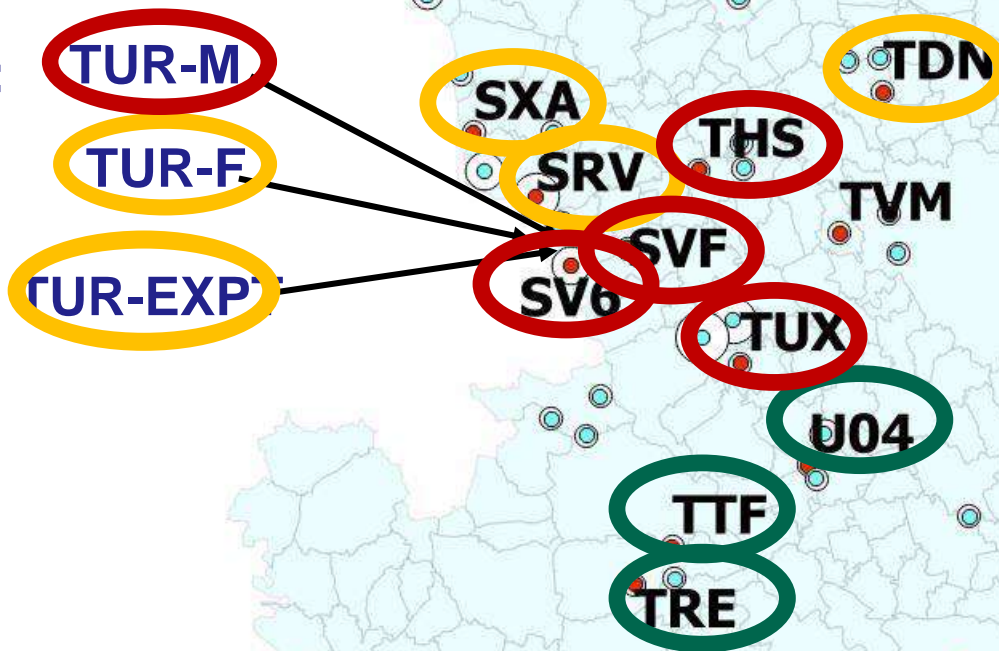 TUR-M
TUR-F
TUR-EXPT
SXA
TDN
THS
SRV
TVM
SVF
SV6
TUX
U04
TTF
TRE